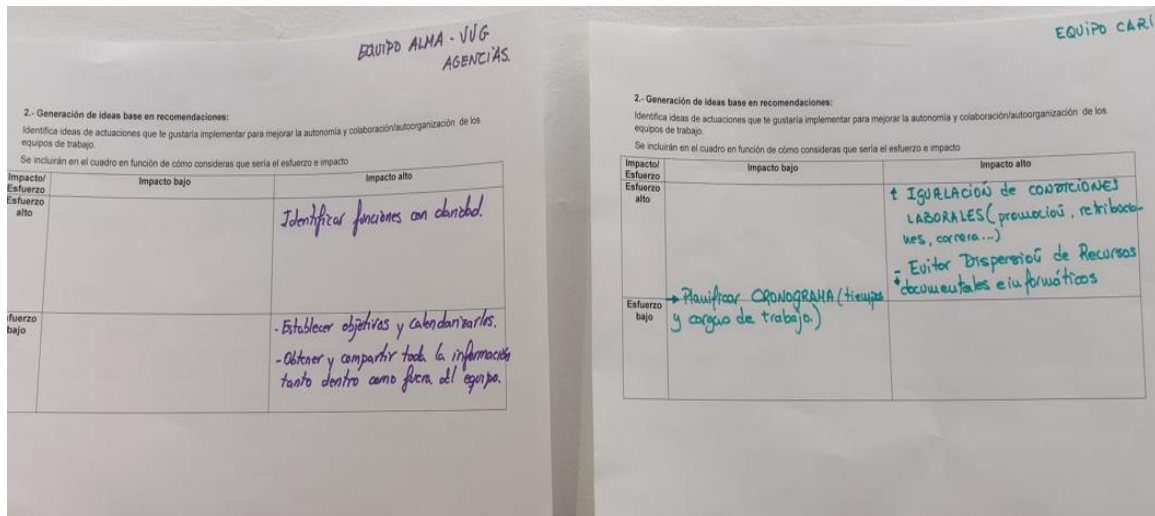 EQUIPO ALMA - VVG
AGENCIAS.
2.- Generación de ideas base en recomendaciones:
Identifica ideas de actuaciones que te gustaría implementar para mejorar la autonomía y colaboración/autoorganización de los
equipos de trabajo.
Se incluirán en el cuadro en función de cómo consideras que sería el esfuerzo e impacto
Impacto/
Esfuerzo
Impacto bajo
Impacto alto
Esfuerzo
alto
Identificar funciones con claridad.
fuerzo
bajo
- Establecer objetivos y calendarizarlos.
- Obtener y compartir toda la información
tanto dentro como fuera del equipo.
EQUIPO CARI
2.- Generación de ideas base en recomendaciones:
Identifica ideas de actuaciones que te gustaría implementar para mejorar la autonomía y colaboración/autoorganización de los
equipos de trabajo.
Se incluirán en el cuadro en función de cómo consideras que sería el esfuerzo e impacto
Impacto/
Esfuerzo
Impacto bajo
Impacto alto
Esfuerzo
alto
↑ IGUALACIÓN de CONDICIONES
LABORALES (promoción, retribucio-
nes, carrera...)
- Evitar Dispersión de Recursos
documentales e informáticos
Esfuerzo
bajo
→ Planificar CRONOGRAMA (tiempos
y cargas de trabajo.)